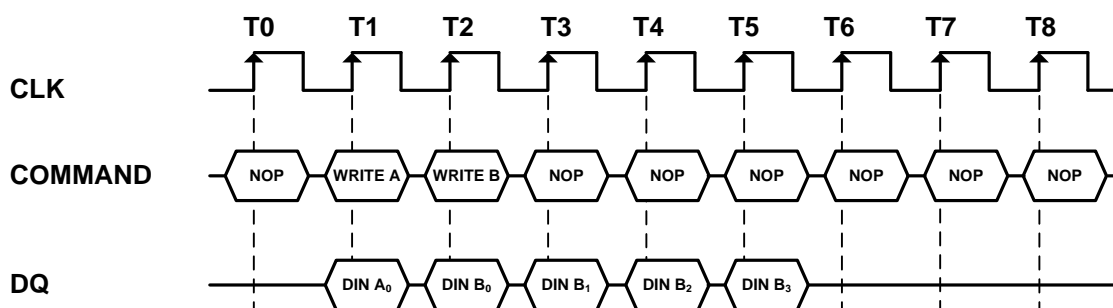 T0 T1 T2 T3 T4 T5 T6 T7 T8
CLK
COMMAND NOP WRITE A WRITE B NOP NOP NOP NOP NOP NOP
DQ DIN A₀ DIN B₀ DIN B₁ DIN B₂ DIN B₃